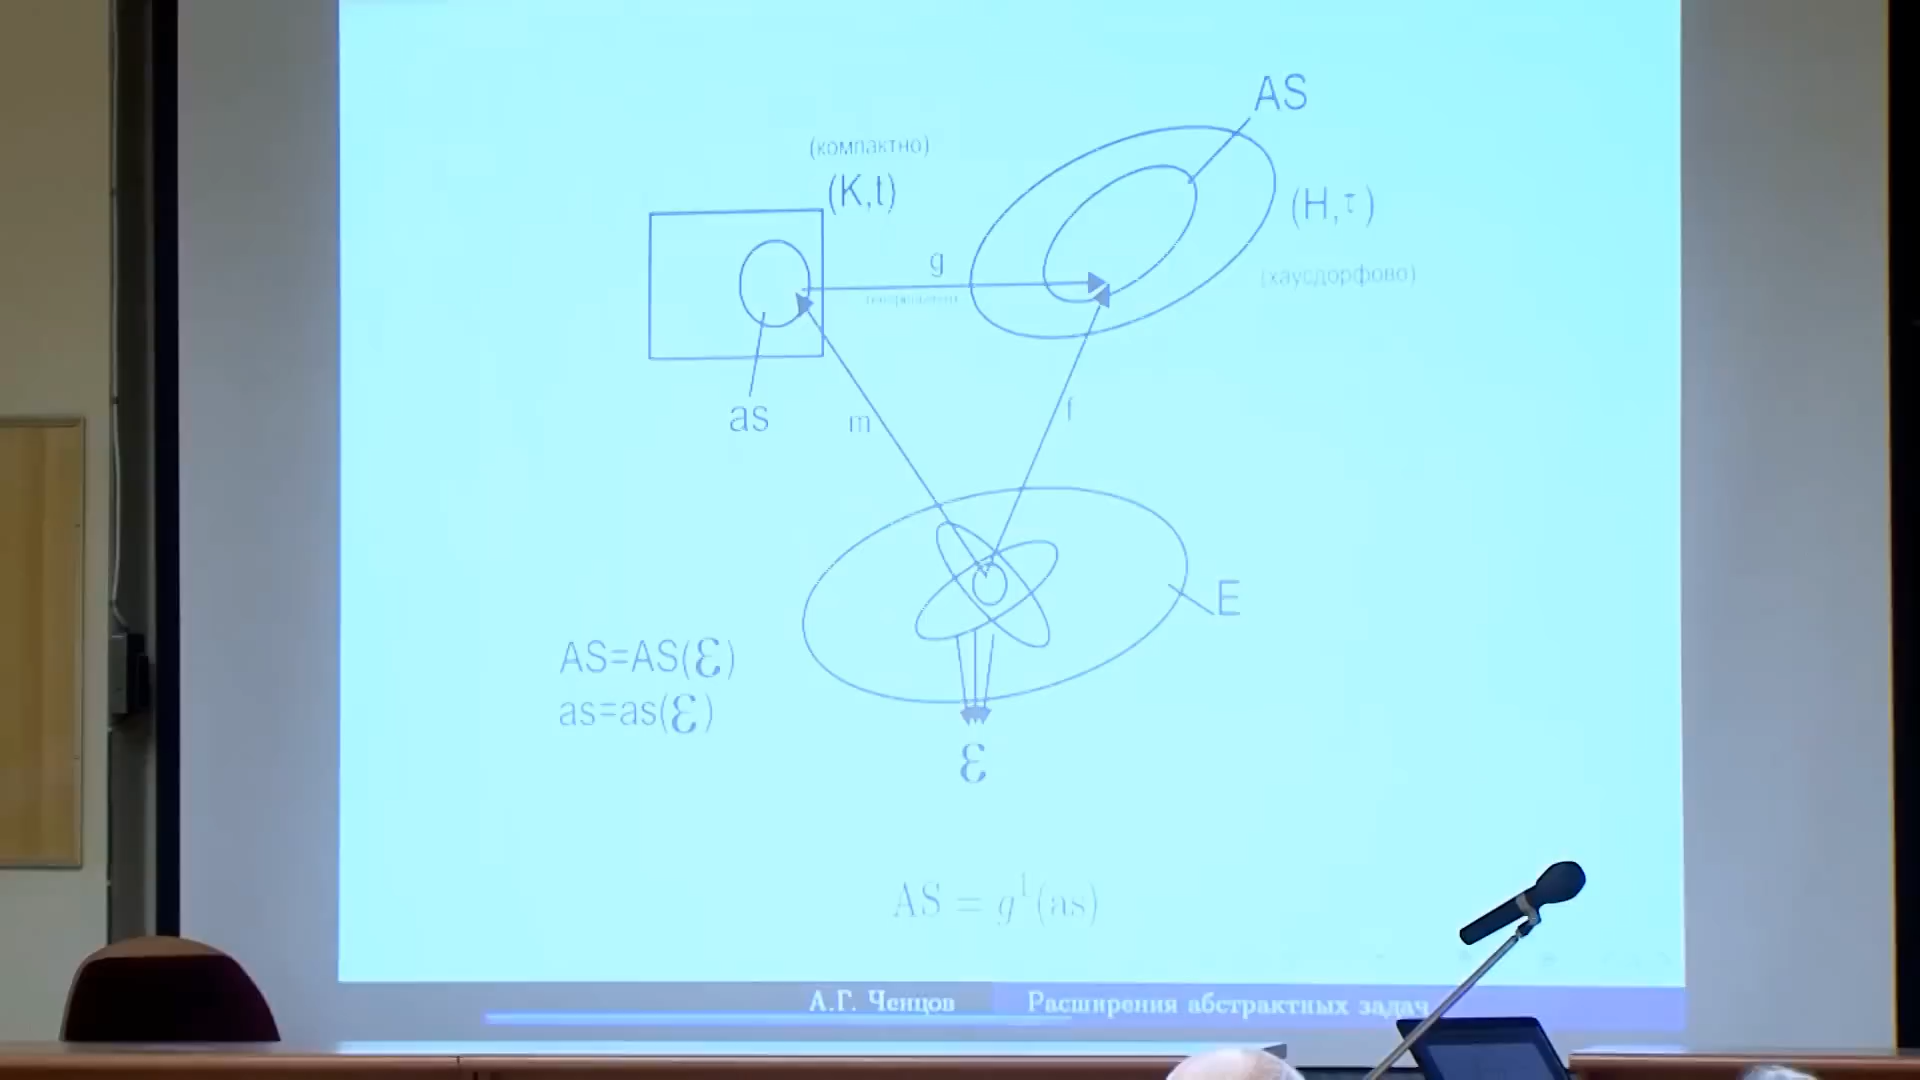 AS
(компактно)
(K,t)
(H,τ)
g
(хаусдорфово)
as
m
f
E
AS=AS(ℰ)
as=as(ℰ)
ℰ
AS = g¹(as)
А.Г. Ченцов Расширения абстрактных задач